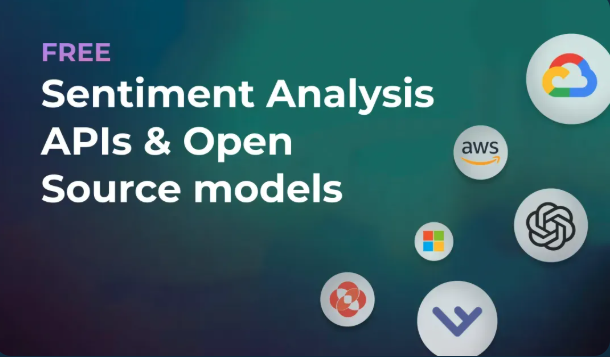 FREE
Sentiment Analysis
APIs & Open
Source models
aws